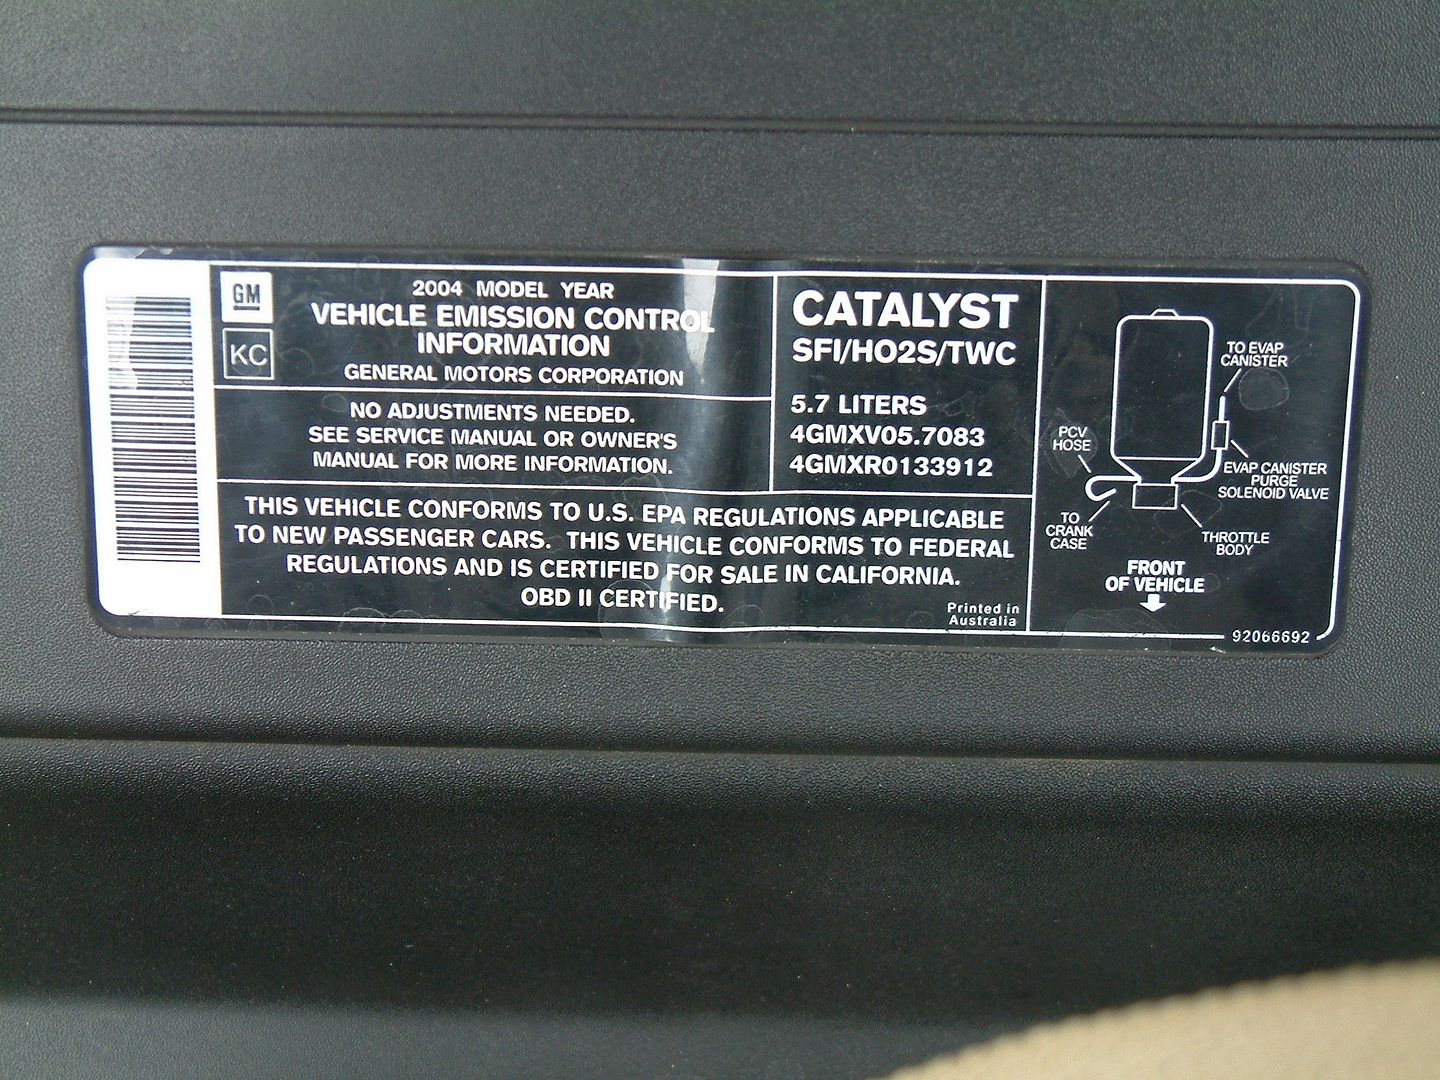 GM
KC
2004 MODEL YEAR
VEHICLE EMISSION CONTROL
INFORMATION
GENERAL MOTORS CORPORATION
NO ADJUSTMENTS NEEDED.
SEE SERVICE MANUAL OR OWNER'S
MANUAL FOR MORE INFORMATION.
CATALYST
SFI/HO2S/TWC
5.7 LITERS
4GMXV05.7083
4GMXR0133912
THIS VEHICLE CONFORMS TO U.S. EPA REGULATIONS APPLICABLE
TO NEW PASSENGER CARS. THIS VEHICLE CONFORMS TO FEDERAL
REGULATIONS AND IS CERTIFIED FOR SALE IN CALIFORNIA.
OBD II CERTIFIED.
Printed in
Australia
TO EVAP
CANISTER
PCV
HOSE
EVAP CANISTER
PURGE
SOLENOID VALVE
TO
CRANK
CASE
THROTTLE
BODY
FRONT
OF VEHICLE
92066692